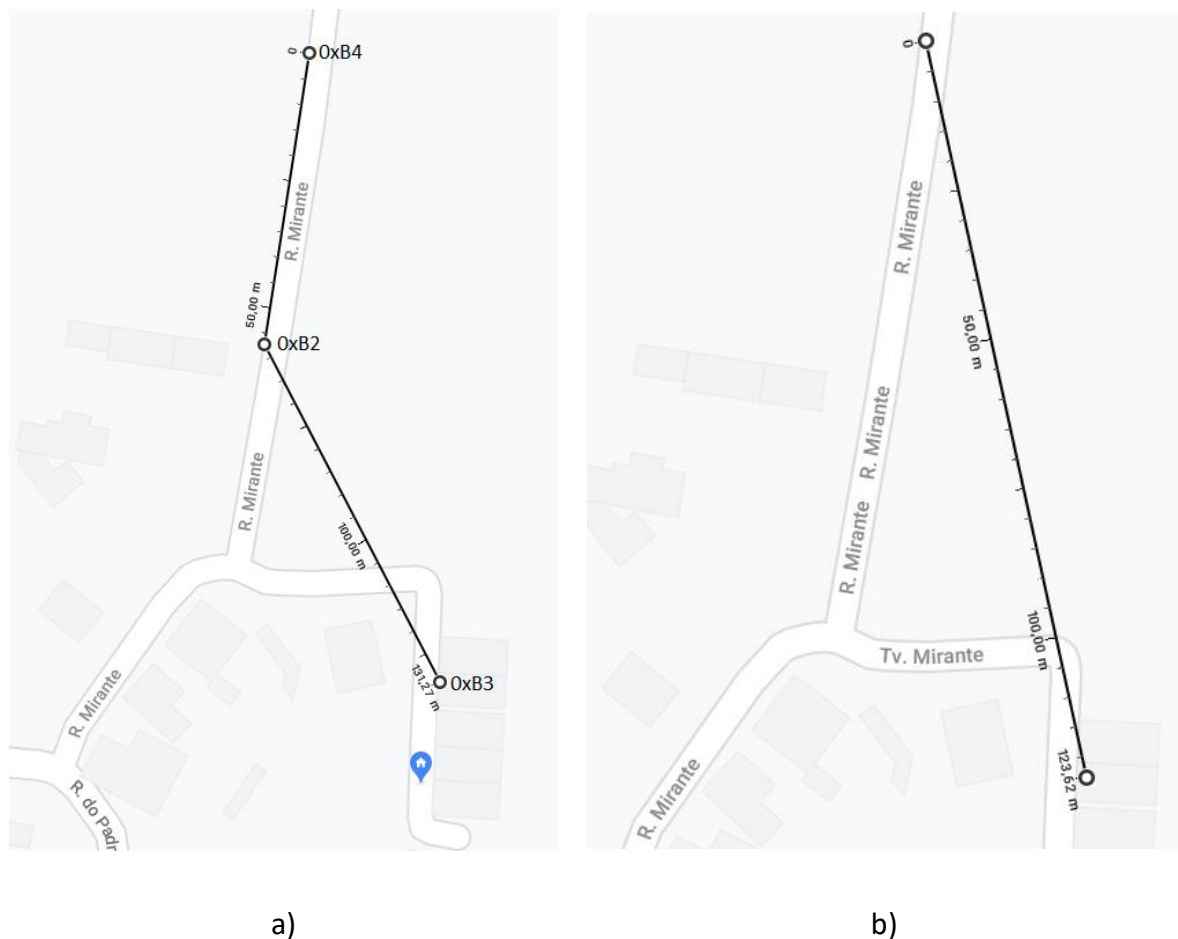 0
0xB4
R. Mirante
50,00 m
0xB2
R. Mirante
100,00 m
131,27 m
0xB3
R. Mirante
R. do Padr
0
R. Mirante
50,00 m
R. Mirante
R. Mirante
100,00 m
Tv. Mirante
123,62 m
R. Mirante
a)
b)